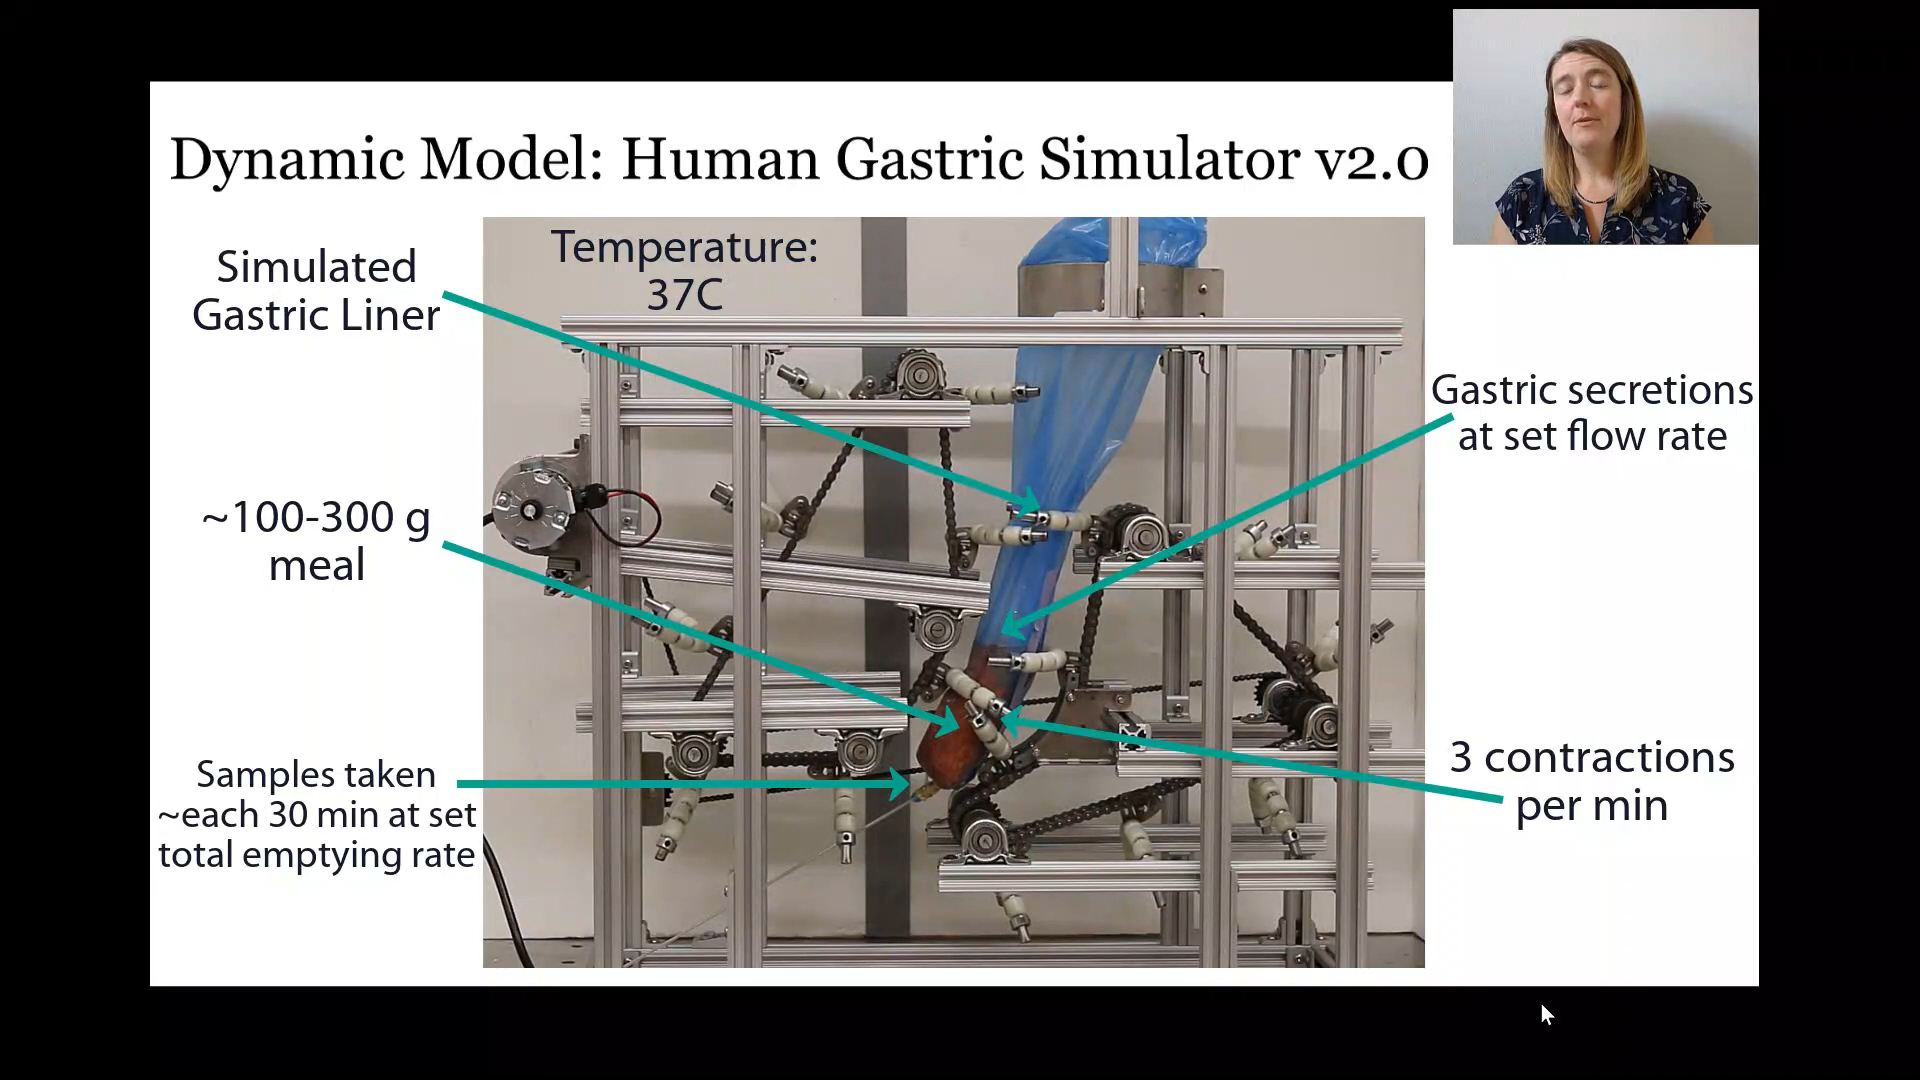 Dynamic Model: Human Gastric Simulator v2.0
Simulated
Gastric Liner
Temperature:
37C
Gastric secretions
at set flow rate
~100-300 g
meal
Samples taken
~each 30 min at set
total emptying rate
3 contractions
per min